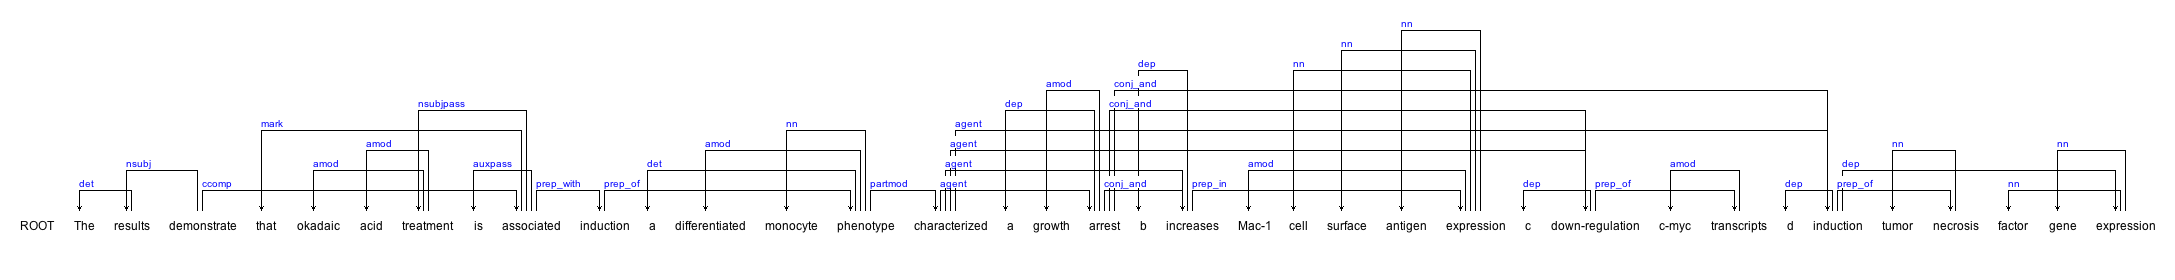 nn
nn
dep nn
amod conj_and
nsubjpass dep conj_and
mark nn agent
amod amod agent nn nn
nsubj amod auxpass det agent amod amod dep
det ccomp prep_with prep_of partmod agent conj_and prep_in dep prep_of dep prep_of nn
ROOT The results demonstrate that okadaic acid treatment is associated induction a differentiated monocyte phenotype characterized a growth arrest b increases Mac-1 cell surface antigen expression c down-regulation c-myc transcripts d induction tumor necrosis factor gene expression